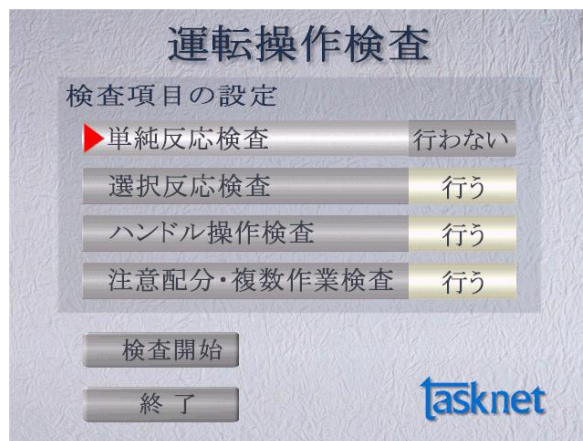 運転操作検査
検査項目の設定
単純反応検査 行わない
選択反応検査 行う
ハンドル操作検査 行う
注意配分・複数作業検査 行う
検査開始
終了
tasknet